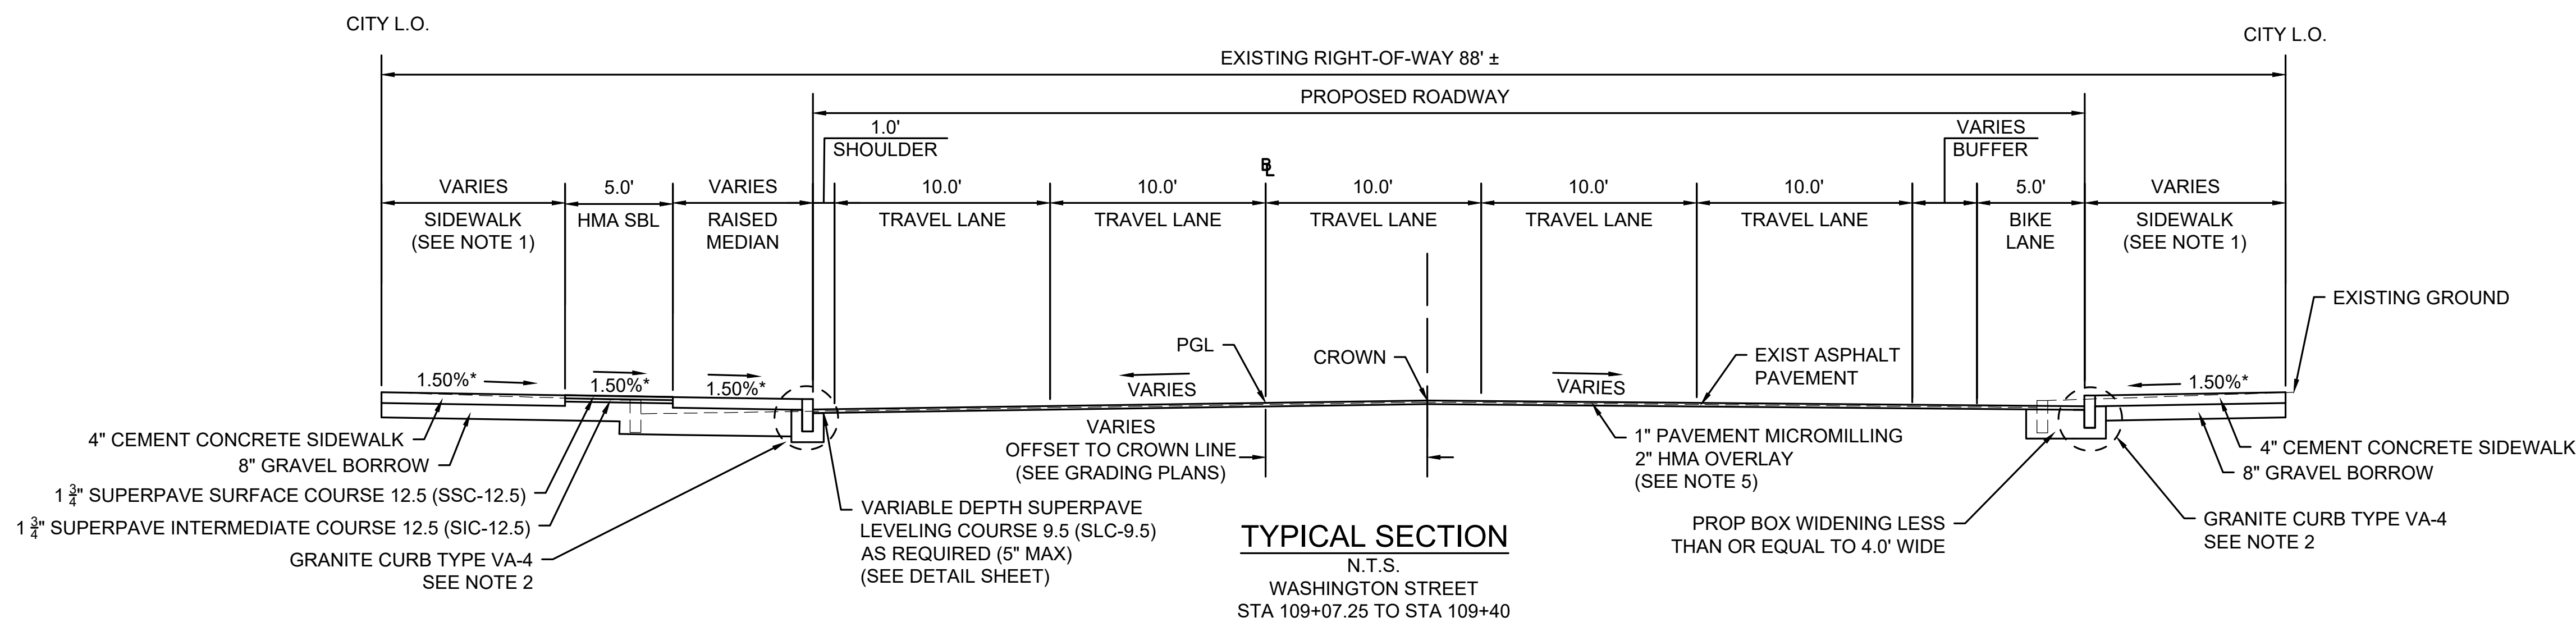 CITY L.O.
CITY L.O.
EXISTING RIGHT-OF-WAY 88' ±
PROPOSED ROADWAY
1.0'
SHOULDER
VARIES
BUFFER
BL
VARIES
SIDEWALK
(SEE NOTE 1)
5.0'
HMA SBL
VARIES
RAISED
MEDIAN
10.0'
TRAVEL LANE
10.0'
TRAVEL LANE
10.0'
TRAVEL LANE
10.0'
TRAVEL LANE
10.0'
TRAVEL LANE
5.0'
BIKE
LANE
VARIES
SIDEWALK
(SEE NOTE 1)
EXISTING GROUND
PGL
CROWN
EXIST ASPHALT
PAVEMENT
1.50%*
1.50%*
1.50%*
VARIES
VARIES
1.50%*
4" CEMENT CONCRETE SIDEWALK
8" GRAVEL BORROW
1 3/4" SUPERPAVE SURFACE COURSE 12.5 (SSC-12.5)
1 3/4" SUPERPAVE INTERMEDIATE COURSE 12.5 (SIC-12.5)
GRANITE CURB TYPE VA-4
SEE NOTE 2
VARIABLE DEPTH SUPERPAVE
LEVELING COURSE 9.5 (SLC-9.5)
AS REQUIRED (5" MAX)
(SEE DETAIL SHEET)
VARIES
OFFSET TO CROWN LINE
(SEE GRADING PLANS)
1" PAVEMENT MICROMILLING
2" HMA OVERLAY
(SEE NOTE 5)
PROP BOX WIDENING LESS
THAN OR EQUAL TO 4.0' WIDE
4" CEMENT CONCRETE SIDEWALK
8" GRAVEL BORROW
GRANITE CURB TYPE VA-4
SEE NOTE 2
TYPICAL SECTION
N.T.S.
WASHINGTON STREET
STA 109+07.25 TO STA 109+40